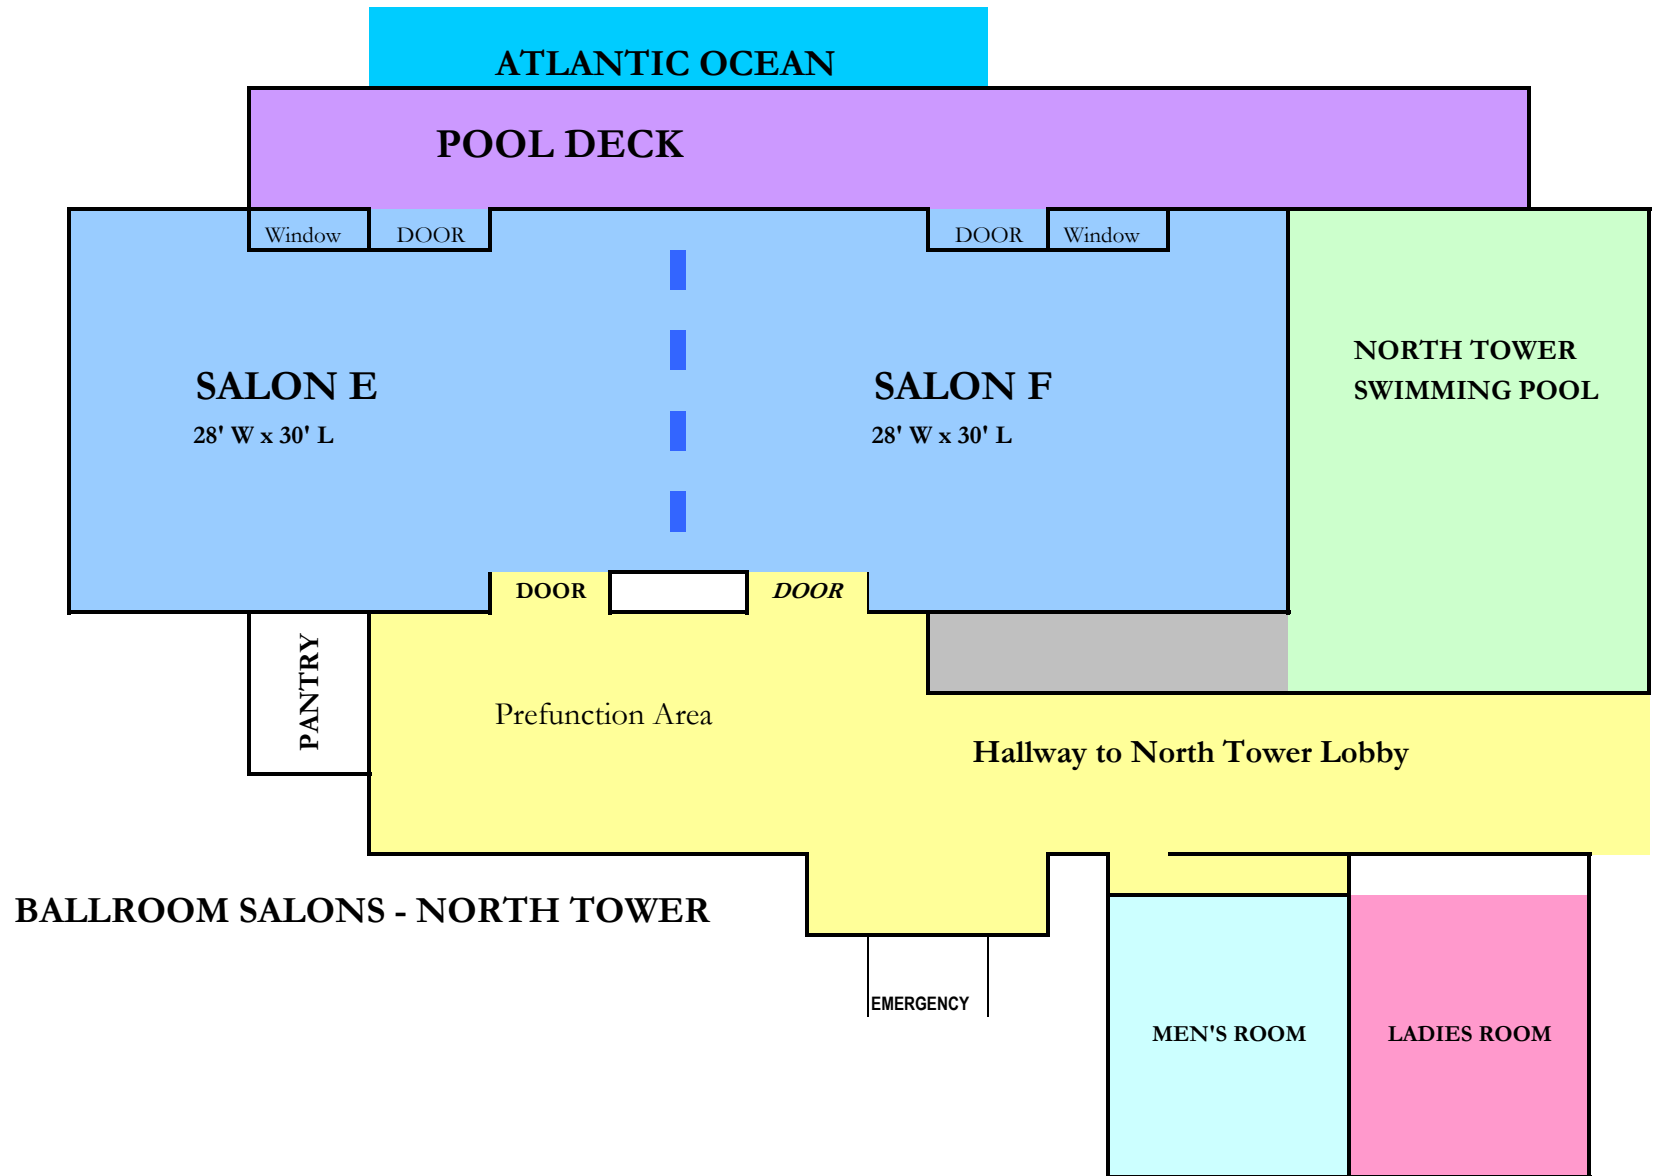 ATLANTIC OCEAN
POOL DECK
Window
DOOR
DOOR
Window
SALON E
28' W x 30' L
SALON F
28' W x 30' L
NORTH TOWER
SWIMMING POOL
DOOR
DOOR
PANTRY
Prefunction Area
Hallway to North Tower Lobby
BALLROOM SALONS - NORTH TOWER
EMERGENCY
MEN'S ROOM
LADIES ROOM